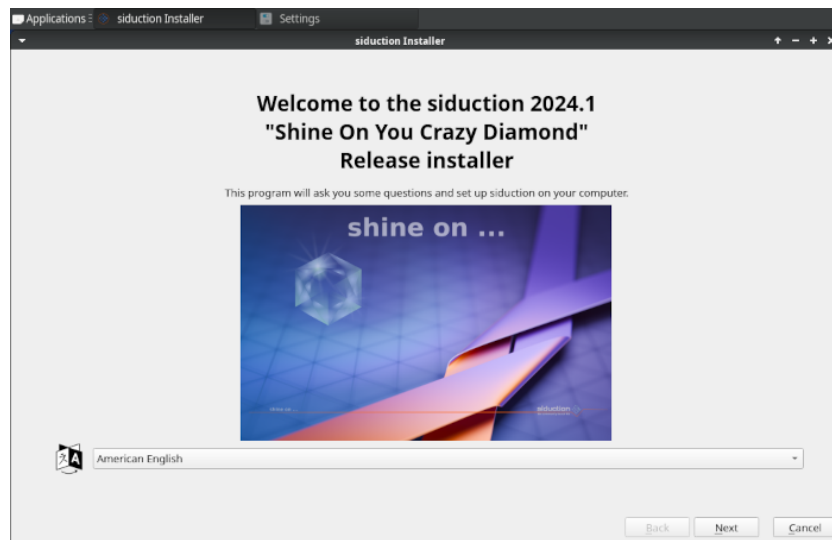 Applications
siduction Installer
Settings
siduction Installer
Welcome to the siduction 2024.1
"Shine On You Crazy Diamond"
Release installer
This program will ask you some questions and set up siduction on your computer.
shine on ...
siduction
American English
Back
Next
Cancel